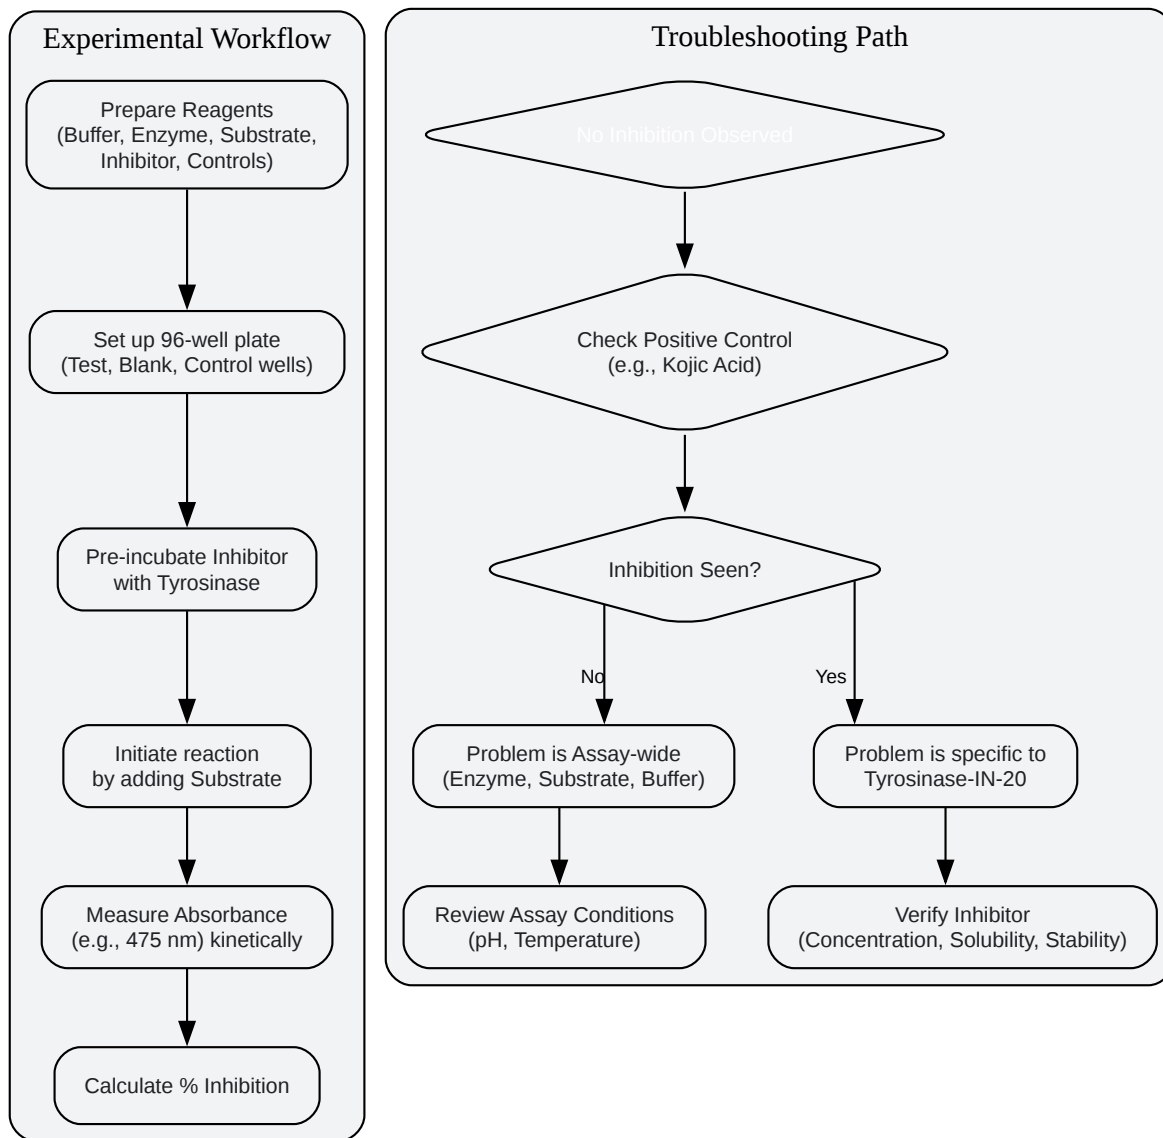 Experimental Workflow
Prepare Reagents
(Buffer, Enzyme, Substrate,
Inhibitor, Controls)
Set up 96-well plate
(Test, Blank, Control wells)
Pre-incubate Inhibitor
with Tyrosinase
Initiate reaction
by adding Substrate
Measure Absorbance
(e.g., 475 nm) kinetically
Calculate % Inhibition
Troubleshooting Path
No Inhibition Observed
Check Positive Control
(e.g., Kojic Acid)
Inhibition Seen?
No
Yes
Problem is Assay-wide
(Enzyme, Substrate, Buffer)
Problem is specific to
Tyrosinase-IN-20
Review Assay Conditions
(pH, Temperature)
Verify Inhibitor
(Concentration, Solubility, Stability)